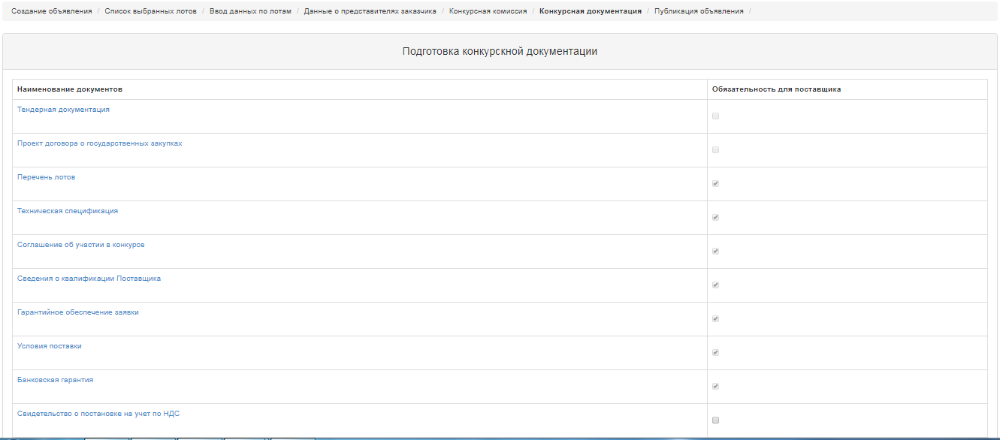 Создание объявления / Список выбранных лотов / Ввод данных по лотам / Данные о представителях заказчика / Конкурсная комиссия / Конкурсная документация / Публикация объявления /
Подготовка конкурскной документации
Наименование документов Обязательность для поставщика
Тендерная документация
Проект договора о государственных закупках
Перечень лотов
Техническая спецификация
Соглашение об участии в конкурсе
Сведения о квалификации Поставщика
Гарантийное обеспечение заявки
Условия поставки
Банковская гарантия
Свидетельство о постановке на учет по НДС